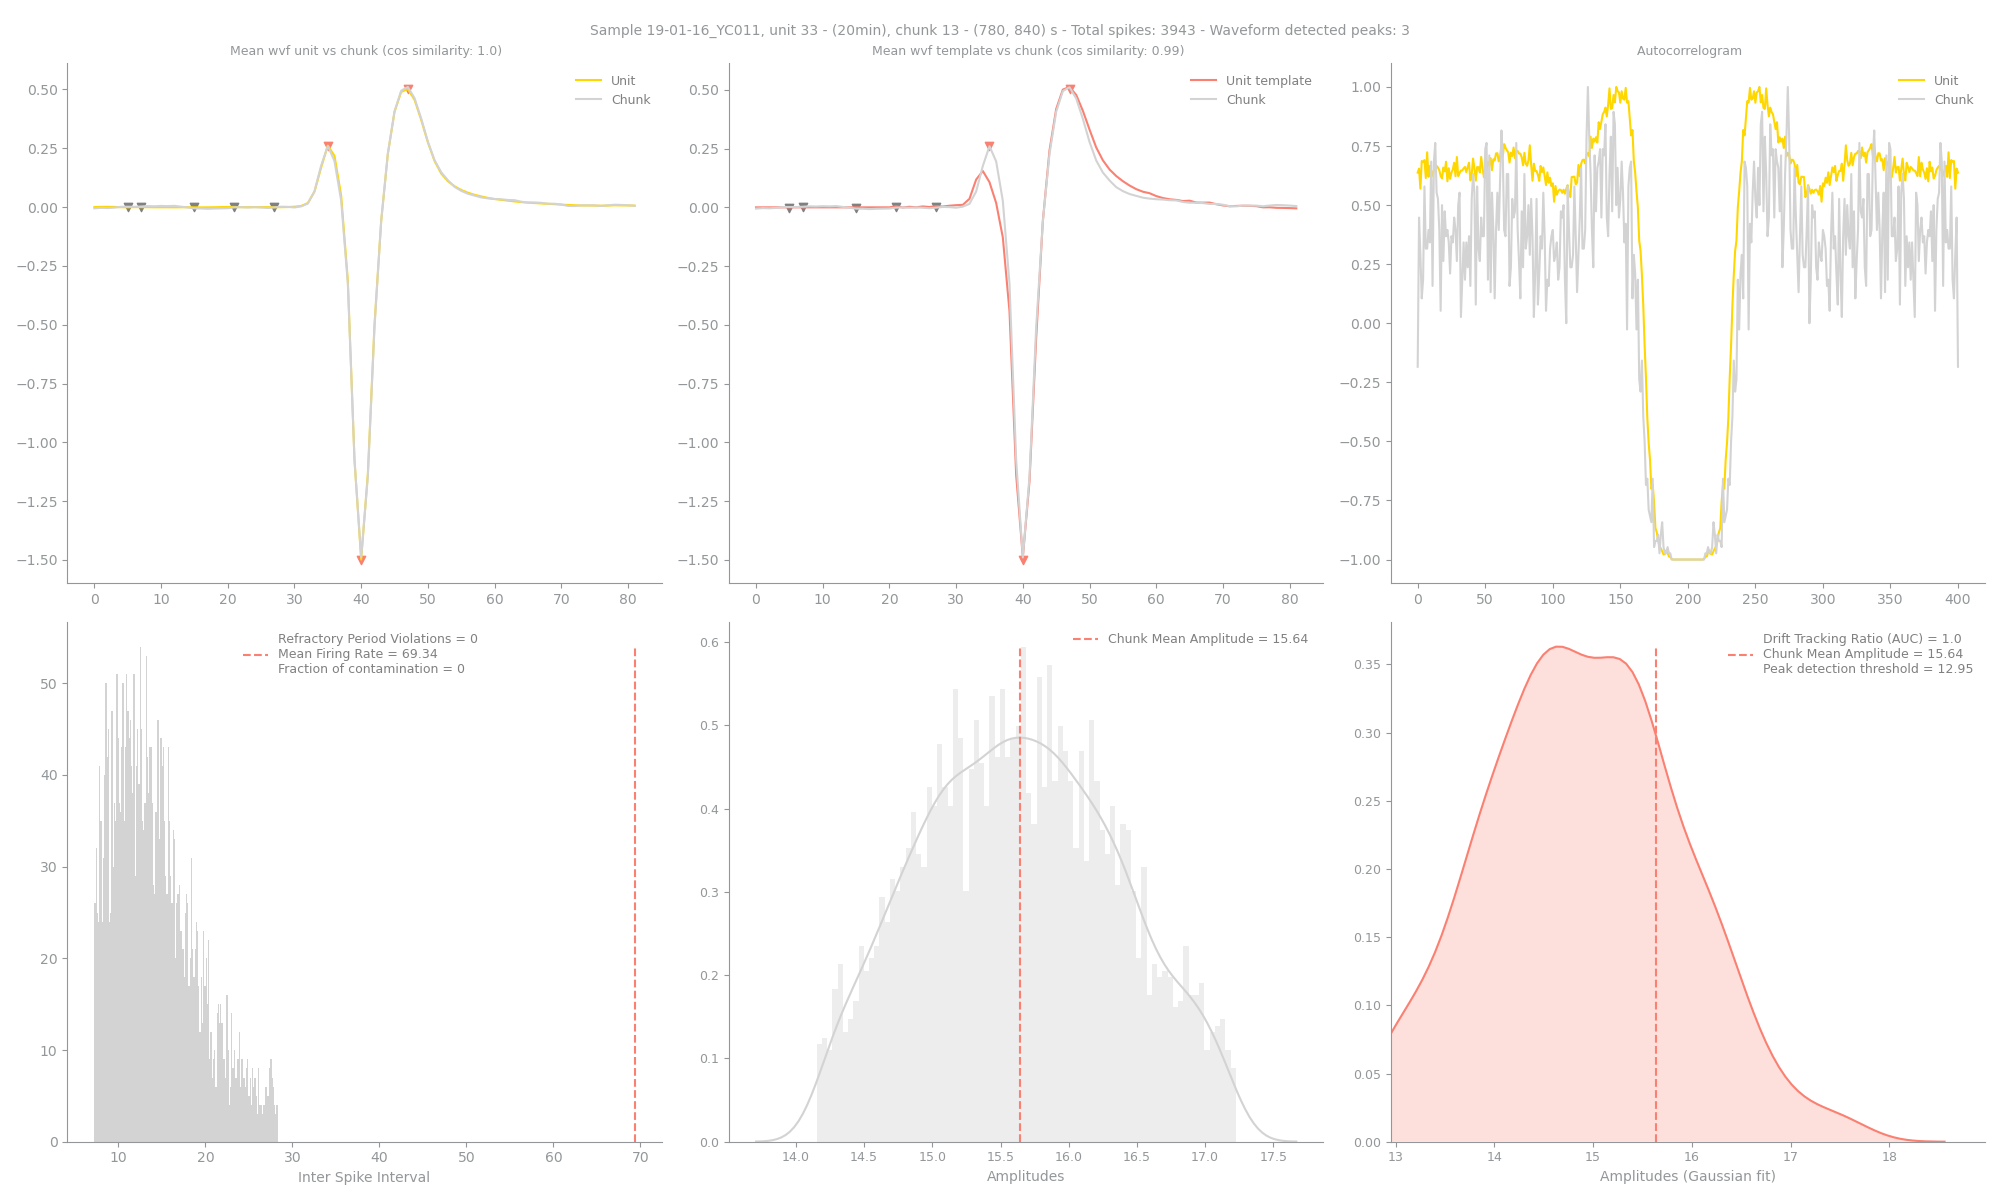 Sample 19-01-16_YC011, unit 33 - (20min), chunk 13 - (780, 840) s - Total spikes: 3943 - Waveform detected peaks: 3
Mean wvf unit vs chunk (cos similarity: 1.0)
Unit
Chunk
0.50
0.25
0.00
−0.25
−0.50
−0.75
−1.00
−1.25
−1.50
0 10 20 30 40 50 60 70 80
Mean wvf template vs chunk (cos similarity: 0.99)
Unit template
Chunk
0.50
0.25
0.00
−0.25
−0.50
−0.75
−1.00
−1.25
−1.50
0 10 20 30 40 50 60 70 80
Autocorrelogram
Unit
Chunk
1.00
0.75
0.50
0.25
0.00
−0.25
−0.50
−0.75
−1.00
0 50 100 150 200 250 300 350 400
Refractory Period Violations = 0
Mean Firing Rate = 69.34
Fraction of contamination = 0
50
40
30
20
10
0
10 20 30 40 50 60 70
Inter Spike Interval
Chunk Mean Amplitude = 15.64
0.6
0.5
0.4
0.3
0.2
0.1
0.0
14.0 14.5 15.0 15.5 16.0 16.5 17.0 17.5
Amplitudes
Drift Tracking Ratio (AUC) = 1.0
Chunk Mean Amplitude = 15.64
Peak detection threshold = 12.95
0.35
0.30
0.25
0.20
0.15
0.10
0.05
0.00
13 14 15 16 17 18
Amplitudes (Gaussian fit)